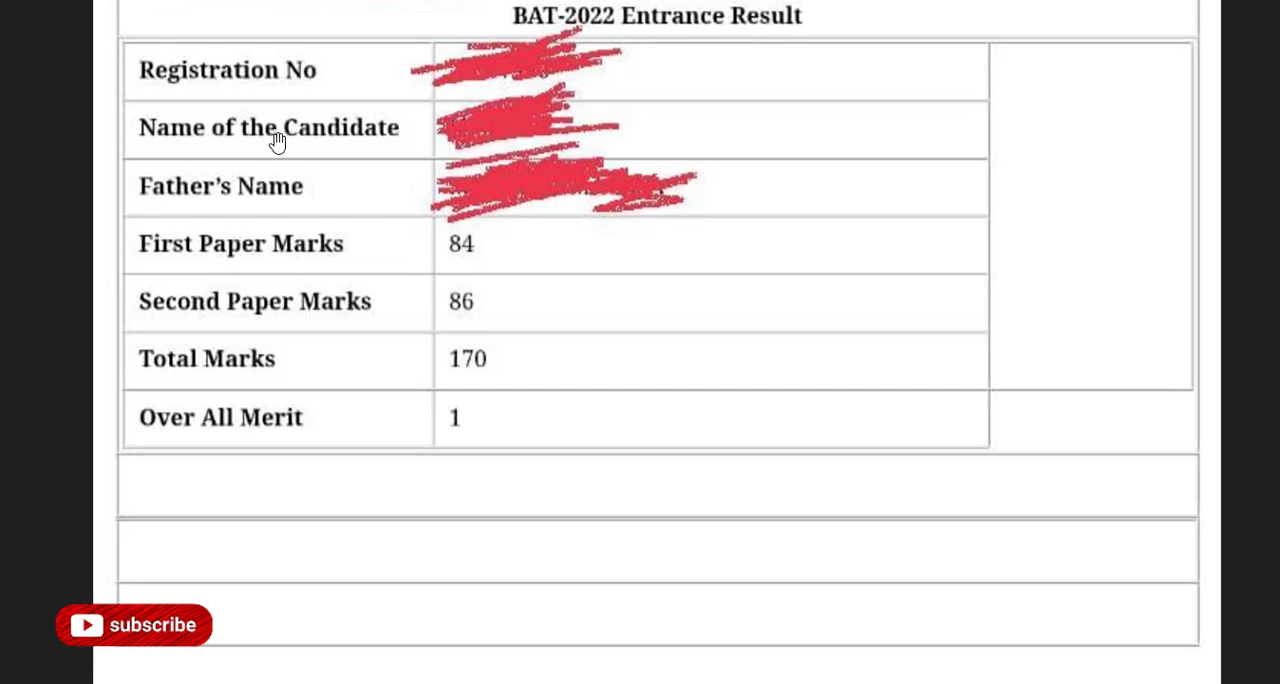 BAT-2022 Entrance Result
Registration No
Name of the Candidate
Father’s Name
First Paper Marks 84
Second Paper Marks 86
Total Marks 170
Over All Merit 1
subscribe